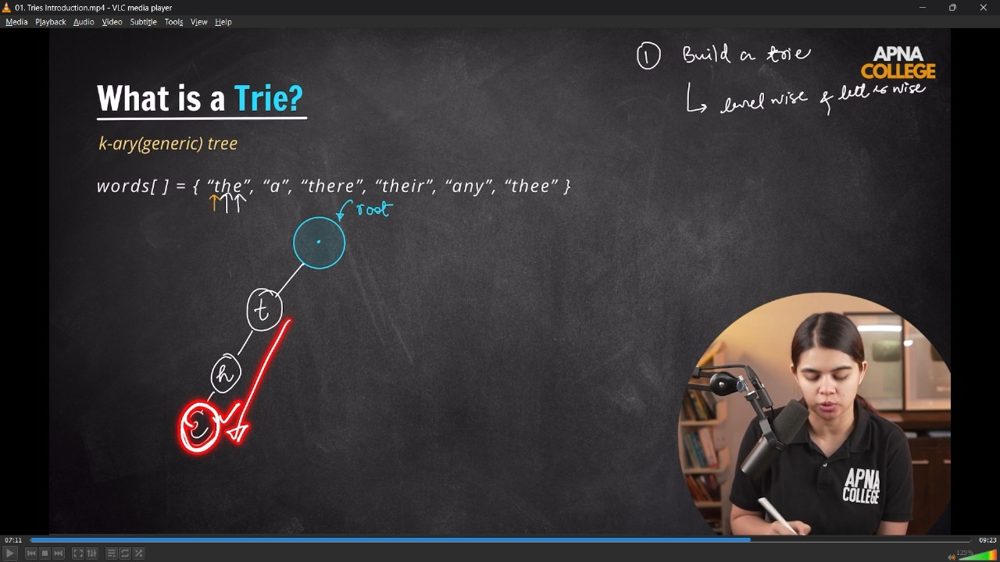 01. Tries Introduction.mp4 - VLC media player
Media Playback Audio Video Subtitle Tools View Help
① Build a trie
APNA
COLLEGE
↳ level wise & letter wise
What is a Trie?
k-ary(generic) tree
words[ ] = { “the”, “a”, “there”, “their”, “any”, “thee” }
root
t
h
e
APNA
COLLEGE
07:11
09:23
125%